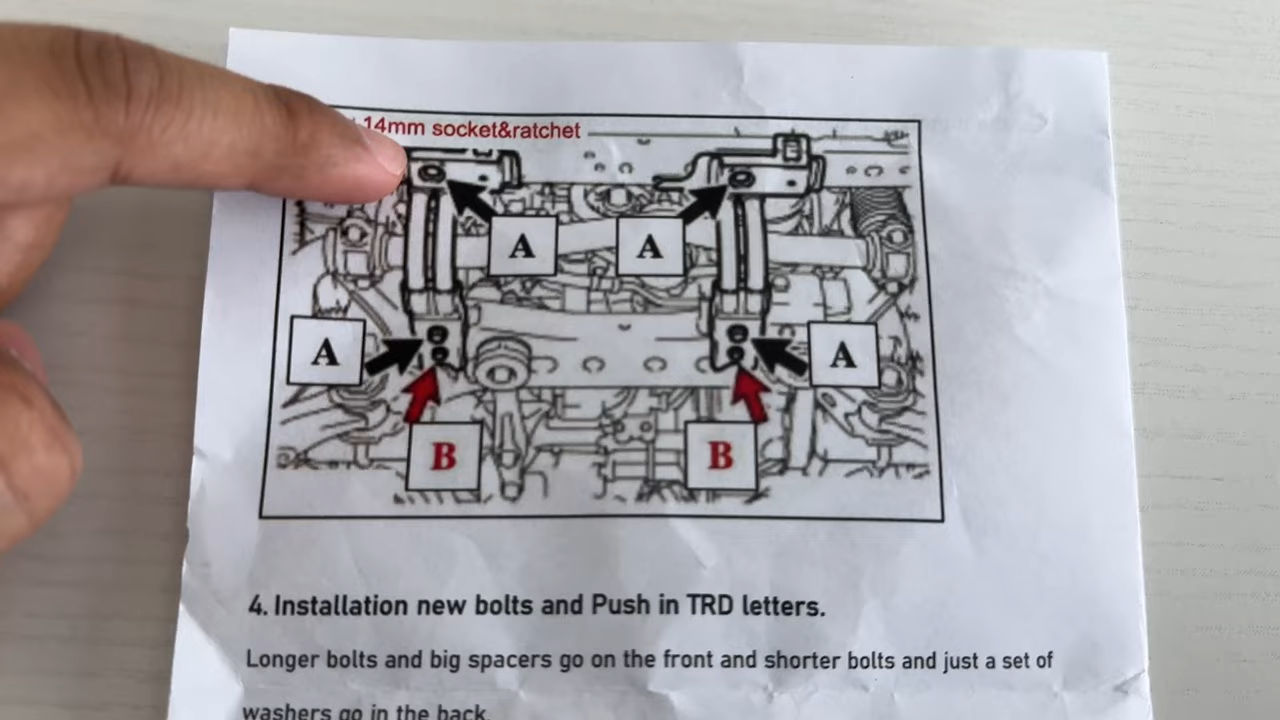 14mm socket&ratchet
A
A
A
A
B
B
4. Installation new bolts and Push in TRD letters.
Longer bolts and big spacers go on the front and shorter bolts and just a set of
washers go in the back.